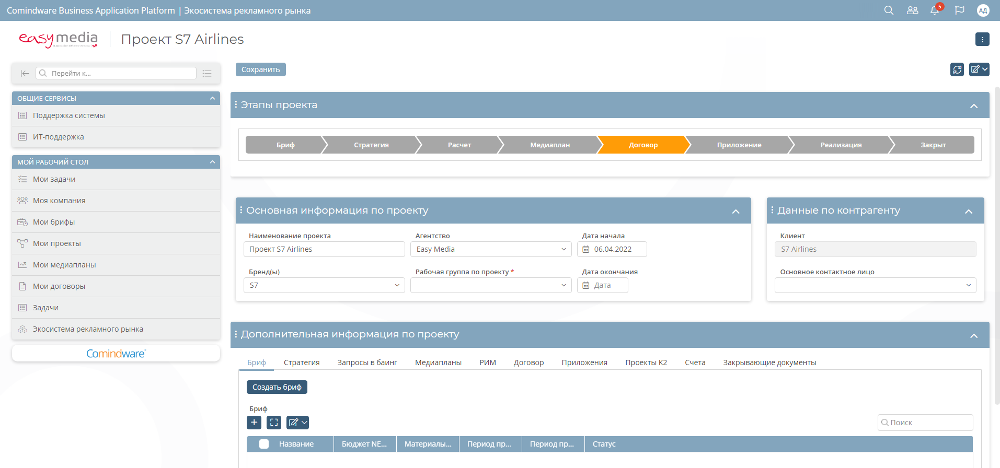 Comindware Business Application Platform | Экосистема рекламного рынка
5
АД
easy media
Проект S7 Airlines
Сохранить
Перейти к...
ОБЩИЕ СЕРВИСЫ
Поддержка системы
ИТ-поддержка
МОЙ РАБОЧИЙ СТОЛ
Мои задачи
Моя компания
Мои брифы
Мои проекты
Мои медиапланы
Мои договоры
Задачи
Экосистема рекламного рынка
Comindware
Этапы проекта
Бриф Стратегия Расчет Медиаплан Договор Приложение Реализация Закрыт
Основная информация по проекту
Наименование проекта Агентство Дата начала
Проект S7 Airlines Easy Media 06.04.2022
Бренд(ы) Рабочая группа по проекту * Дата окончания
S7 Дата
Данные по контрагенту
Клиент
S7 Airlines
Основное контактное лицо
Дополнительная информация по проекту
Бриф Стратегия Запросы в баинг Медиапланы РИМ Договор Приложения Проекты К2 Счета Закрывающие документы
Создать бриф
Бриф
Поиск
Название Бюджет NE... Материалы... Период пр... Период пр... Статус